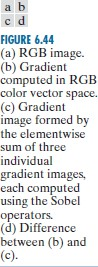 a b
c d
FIGURE 6.44
(a) RGB image.
(b) Gradient
computed in RGB
color vector space.
(c) Gradient
image formed by
the elementwise
sum of three
individual
gradient images,
each computed
using the Sobel
operators.
(d) Difference
between (b) and
(c).